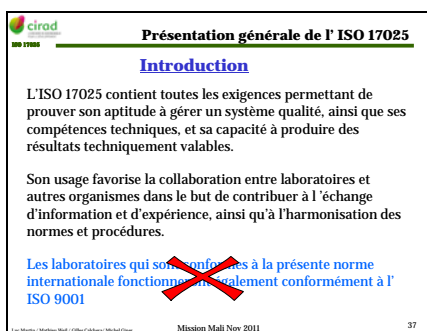 cirad
ISO 17025
Présentation générale de l' ISO 17025
Introduction
L'ISO 17025 contient toutes les exigences permettant de
prouver son aptitude à gérer un système qualité, ainsi que ses
compétences techniques, et sa capacité à produire des
résultats techniquement valables.
Son usage favorise la collaboration entre laboratoires et
autres organismes dans le but de contribuer à l 'échange
d'information et d'expérience, ainsi qu'à l'harmonisation des
normes et procédures.
Les laboratoires qui sont conformes à la présente norme
internationale fonctionnent également conformément à l'
ISO 9001
Mission Mali Nov 2011
37